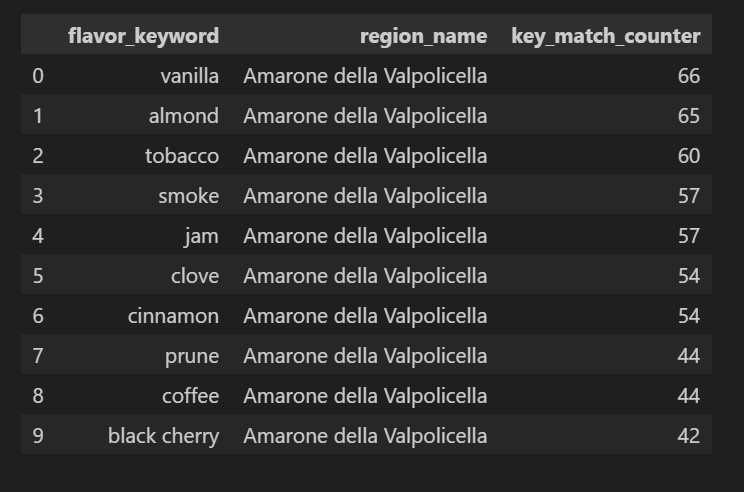 flavor_keyword region_name key_match_counter
0 vanilla Amarone della Valpolicella 66
1 almond Amarone della Valpolicella 65
2 tobacco Amarone della Valpolicella 60
3 smoke Amarone della Valpolicella 57
4 jam Amarone della Valpolicella 57
5 clove Amarone della Valpolicella 54
6 cinnamon Amarone della Valpolicella 54
7 prune Amarone della Valpolicella 44
8 coffee Amarone della Valpolicella 44
9 black cherry Amarone della Valpolicella 42